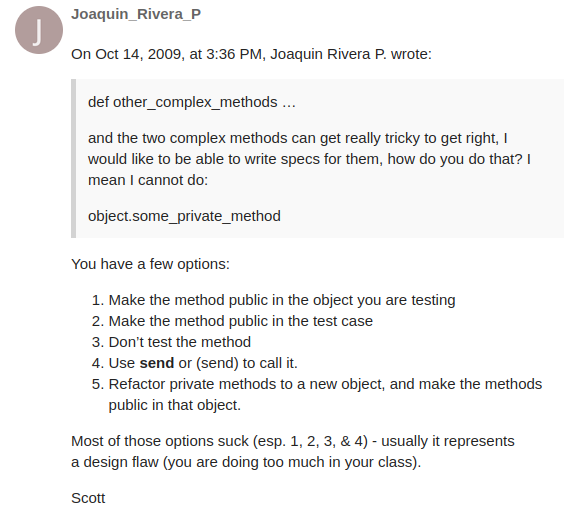 J
Joaquin_Rivera_P
On Oct 14, 2009, at 3:36 PM, Joaquin Rivera P. wrote:
def other_complex_methods …
and the two complex methods can get really tricky to get right, I
would like to be able to write specs for them, how do you do that? I
mean I cannot do:
object.some_private_method
You have a few options:
1. Make the method public in the object you are testing
2. Make the method public in the test case
3. Don’t test the method
4. Use send or (send) to call it.
5. Refactor private methods to a new object, and make the methods
public in that object.
Most of those options suck (esp. 1, 2, 3, & 4) - usually it represents
a design flaw (you are doing too much in your class).
Scott